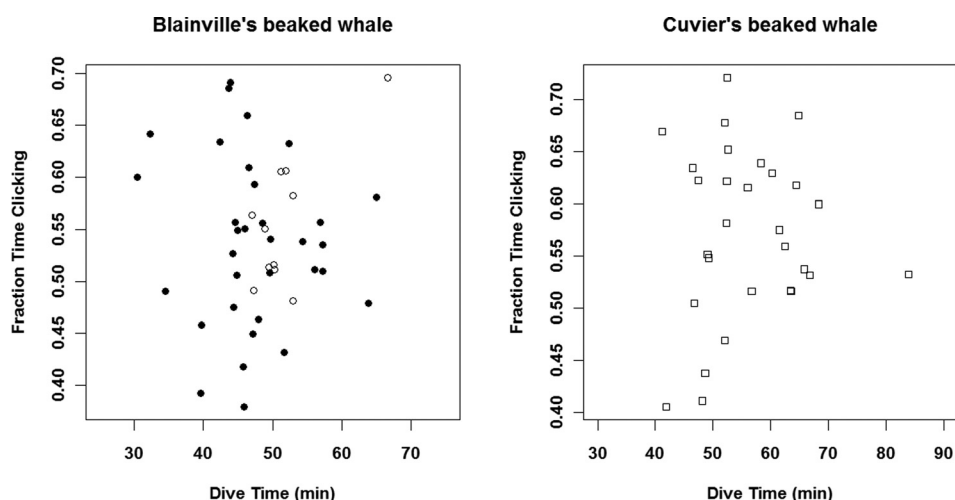 Blainville's beaked whale
Fraction Time Clicking
0.70
0.65
0.60
0.55
0.50
0.45
0.40
30 40 50 60 70
Dive Time (min)
Cuvier's beaked whale
Fraction Time Clicking
0.70
0.65
0.60
0.55
0.50
0.45
0.40
30 40 50 60 70 80 90
Dive Time (min)